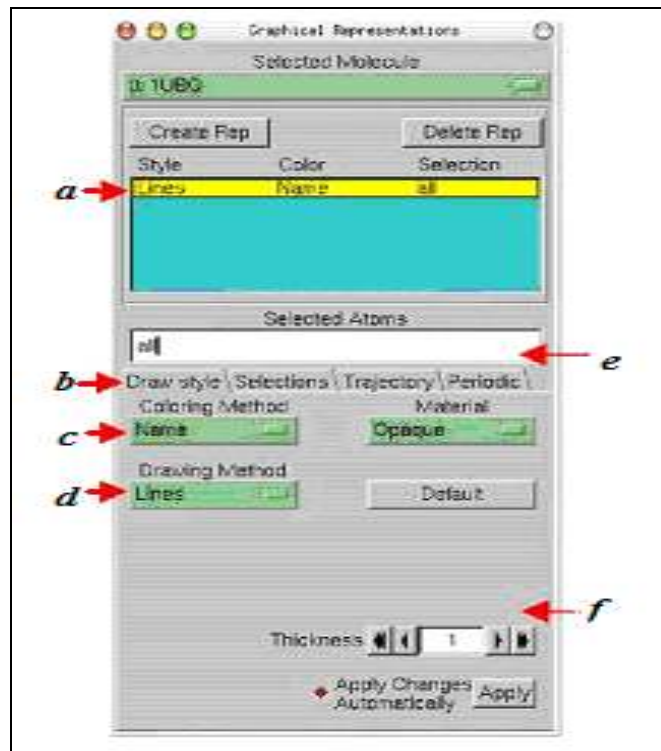 Graphical Representations
Selected Molecule
0: 1UBQ
Create Rep Delete Rep
Style Color Selection
a Lines Name all
Selected Atoms
all
e
b Draw style Selections Trajectory Periodic
Coloring Method Material
c Name Opaque
Drawing Method
d Lines Default
f
Thickness 1
Apply Changes
Automatically Apply